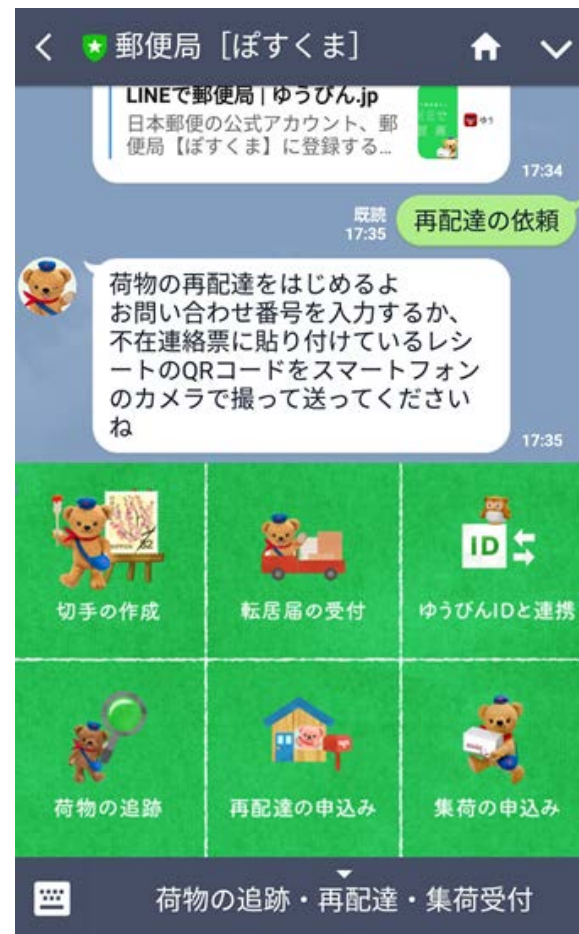 郵便局［ぽすくま］
LINEで郵便局 | ゆうびん.jp
日本郵便の公式アカウント、郵
便局【ぽすくま】に登録する...
17:34
既読
17:35
再配達の依頼
荷物の再配達をはじめるよ
お問い合わせ番号を入力するか、
不在連絡票に貼り付けているレシ
ートのQRコードをスマートフォン
のカメラで撮って送ってください
ね
17:35
切手の作成
転居届の受付
ID
ゆうびんIDと連携
荷物の追跡
再配達の申込み
集荷の申込み
荷物の追跡・再配達・集荷受付